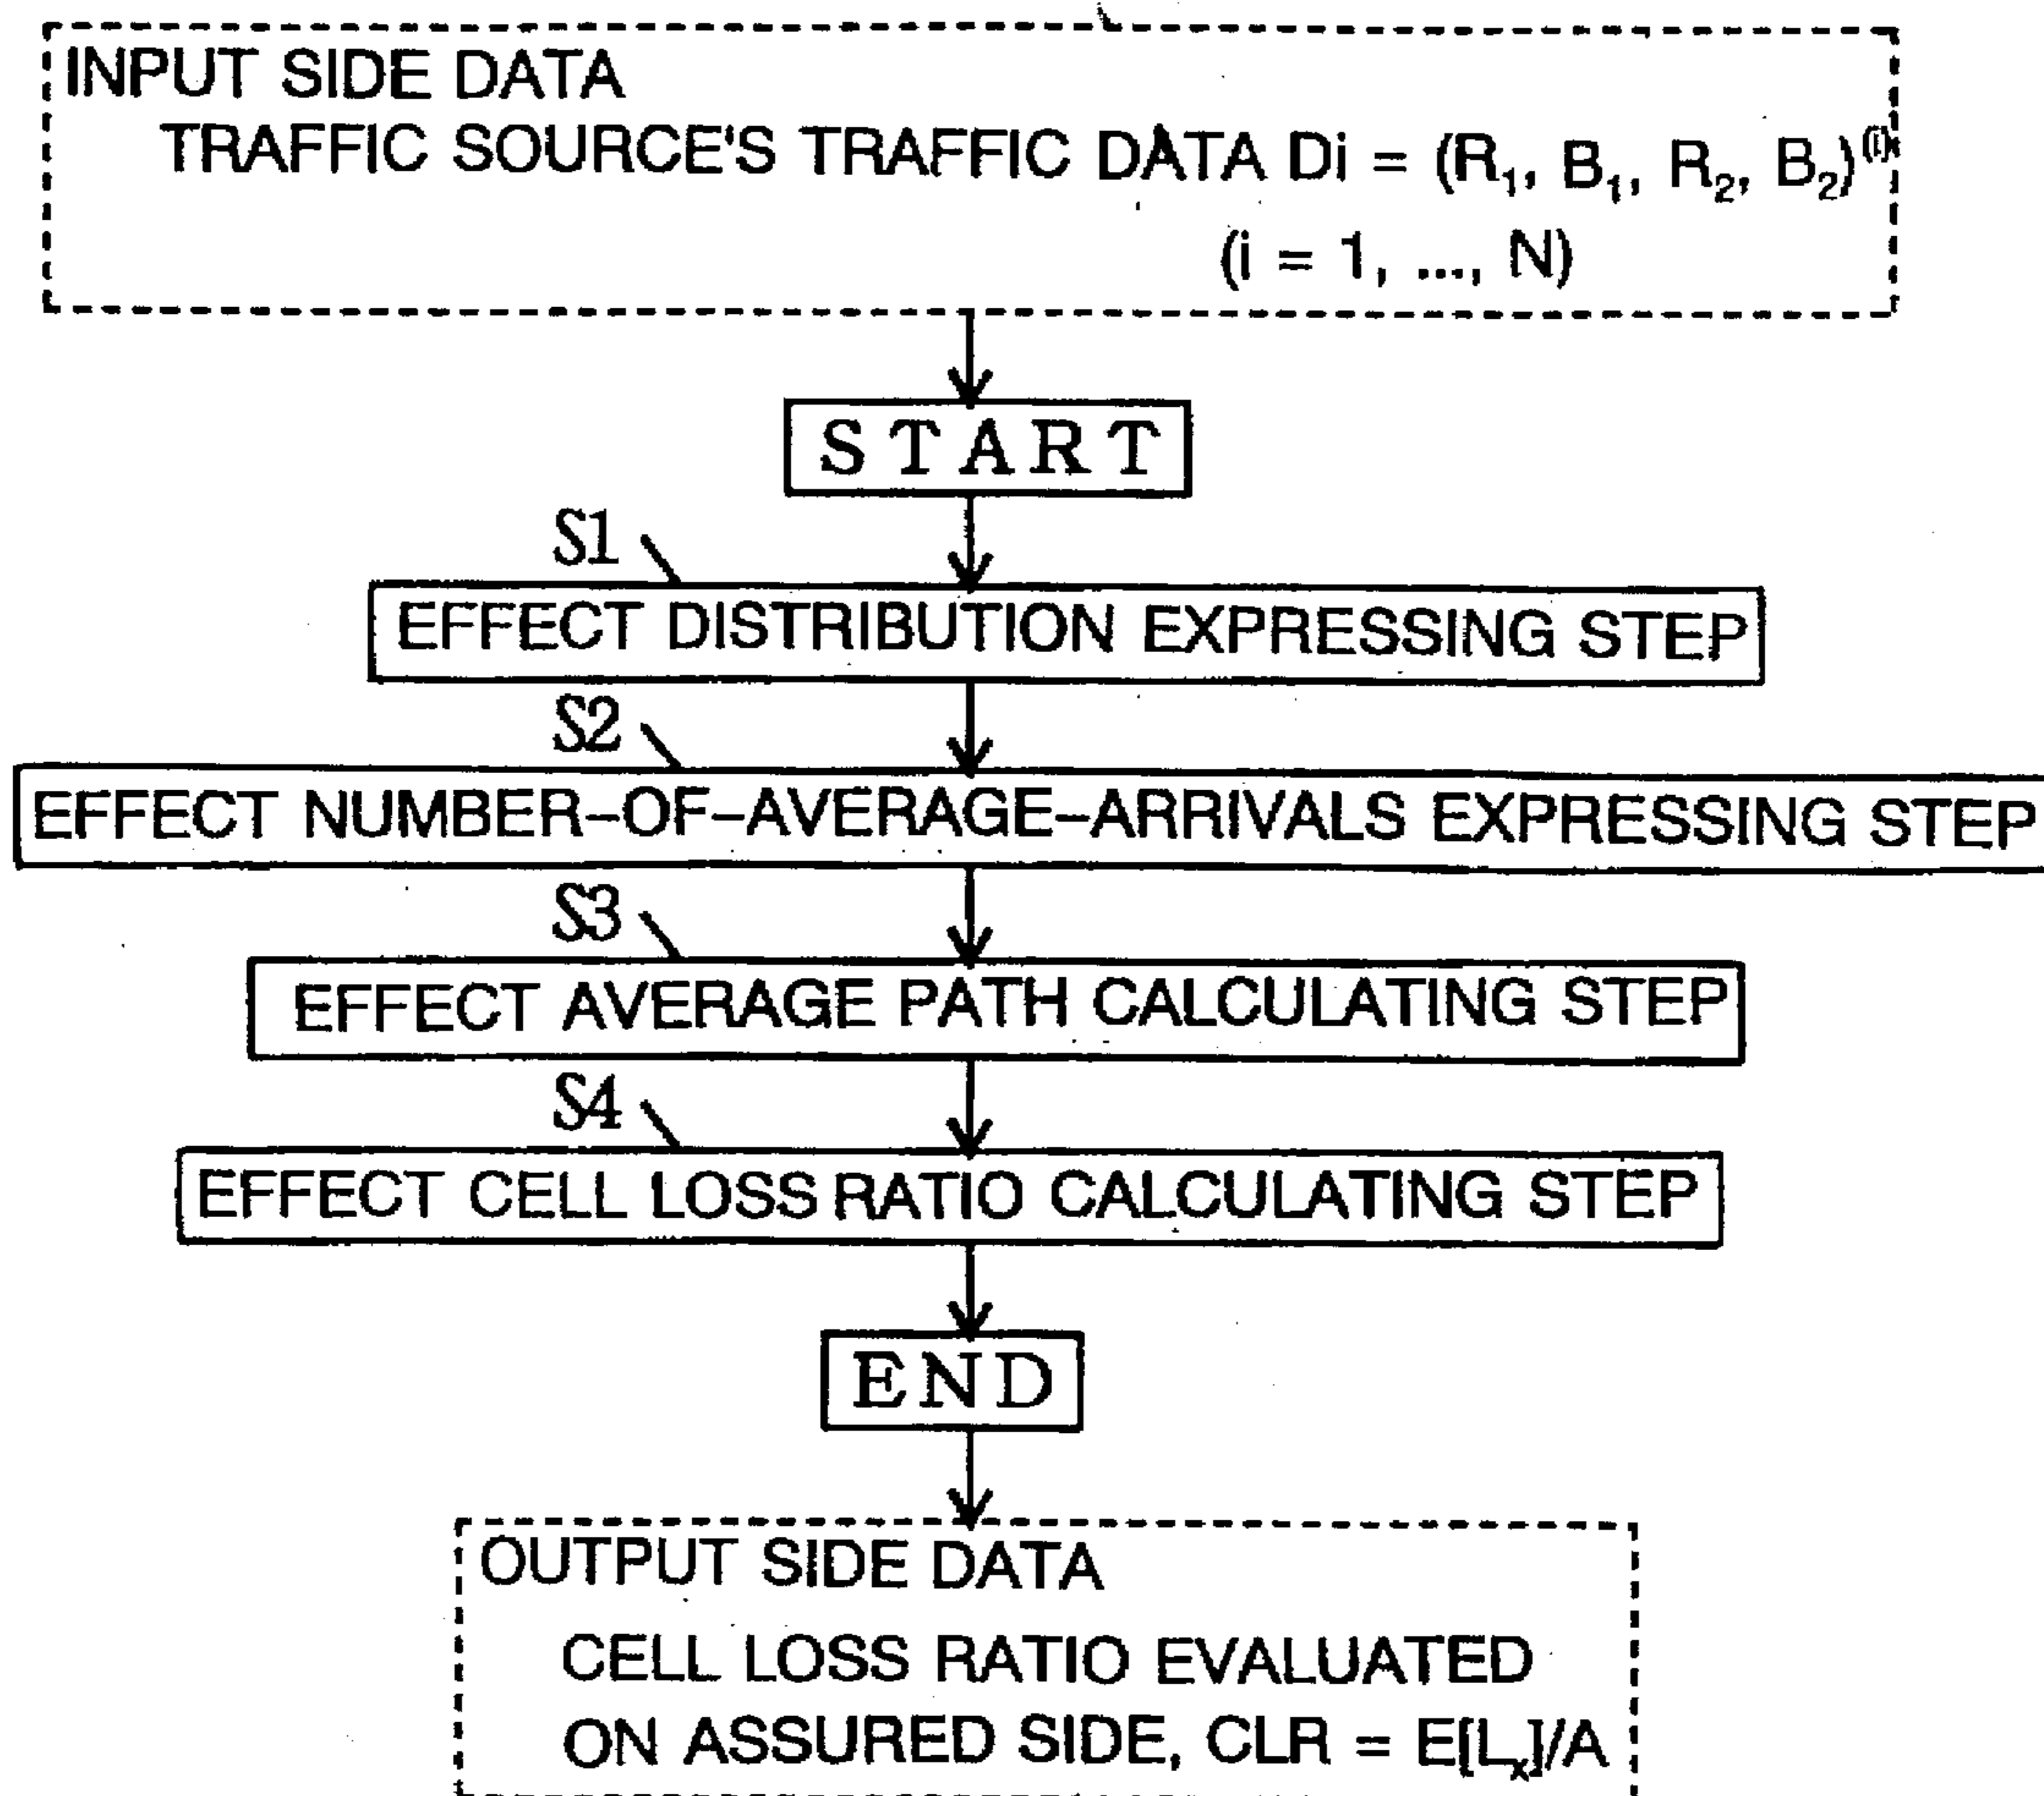 INPUT SIDE DATA
TRAFFIC SOURCE'S TRAFFIC DATA Di = (R₁, B₁, R₂, B₂)⁽ⁱ⁾
(i = 1, ..., N)
START
S1
EFFECT DISTRIBUTION EXPRESSING STEP
S2
EFFECT NUMBER-OF-AVERAGE-ARRIVALS EXPRESSING STEP
S3
EFFECT AVERAGE PATH CALCULATING STEP
S4
EFFECT CELL LOSS RATIO CALCULATING STEP
END
OUTPUT SIDE DATA
CELL LOSS RATIO EVALUATED
ON ASSURED SIDE, CLR = E[Lₓ]/A